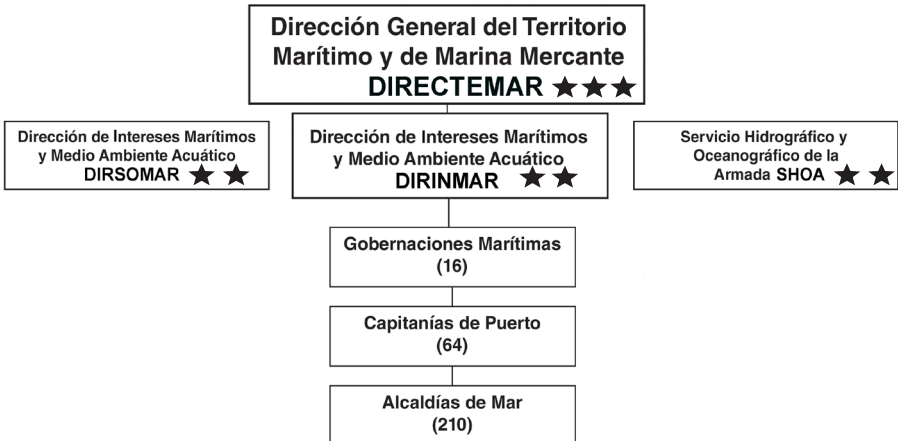 Dirección General del Territorio
Marítimo y de Marina Mercante
DIRECTEMAR ★★★
Dirección de Intereses Marítimos
y Medio Ambiente Acuático
DIRSOMAR ★ ★
Dirección de Intereses Marítimos
y Medio Ambiente Acuático
DIRINMAR ★ ★
Servicio Hidrográfico y
Oceanográfico de la
Armada SHOA ★ ★
Gobernaciones Marítimas
(16)
Capitanías de Puerto
(64)
Alcaldías de Mar
(210)